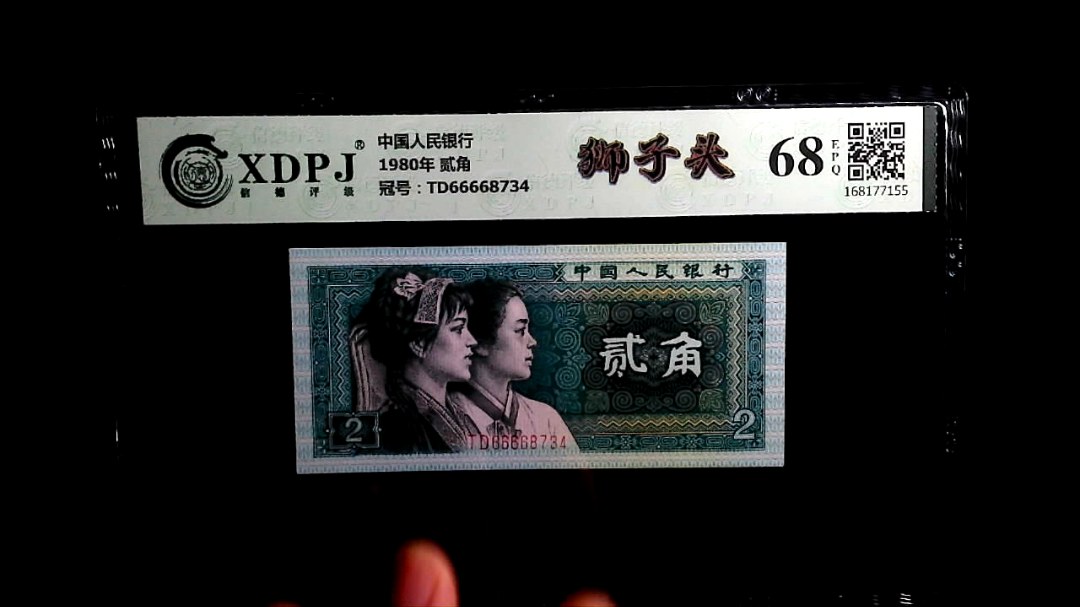 XDPJ®
信德评级
中国人民银行
1980年 贰角
冠号：TD66668734
狮子头
68
EPQ
168177155
中国人民银行
贰角
2
2
TD66668734